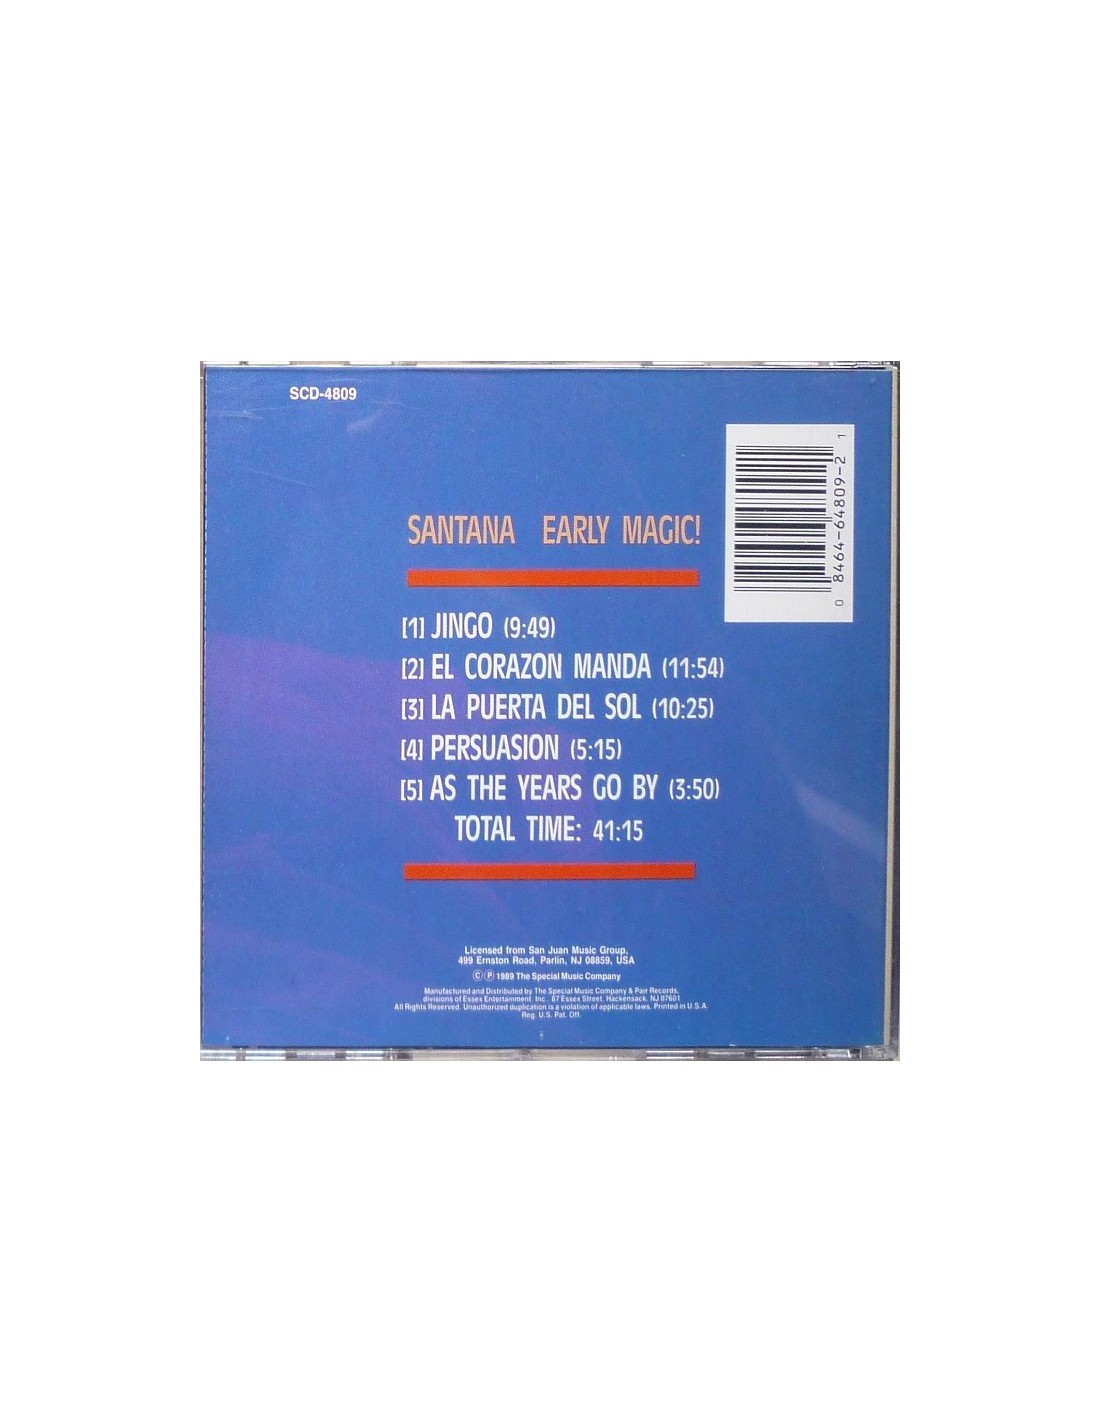 SCD-4809
SANTANA EARLY MAGIC!
[1] JINGO (9:49)
[2] EL CORAZON MANDA (11:54)
[3] LA PUERTA DEL SOL (10:25)
[4] PERSUASION (5:15)
[5] AS THE YEARS GO BY (3:50)
TOTAL TIME: 41:15
0 8464-64809-2 1
Licensed from San Juan Music Group,
499 Ernston Road, Parlin, NJ 08859, USA
©℗ 1989 The Special Music Company
Manufactured and Distributed by The Special Music Company & Pair Records,
divisions of Essex Entertainment, Inc., 87 Essex Street, Hackensack, NJ 07601
All Rights Reserved. Unauthorized duplication is a violation of applicable laws. Printed in U.S.A.
Reg. U.S. Pat. Off.